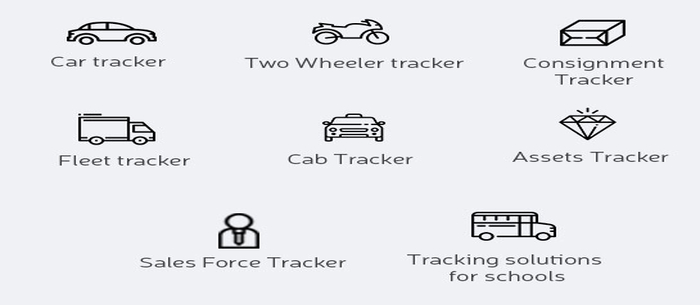 Car tracker
Two Wheeler tracker
Consignment
Tracker
Fleet tracker
Cab Tracker
Assets Tracker
Sales Force Tracker
Tracking solutions
for schools